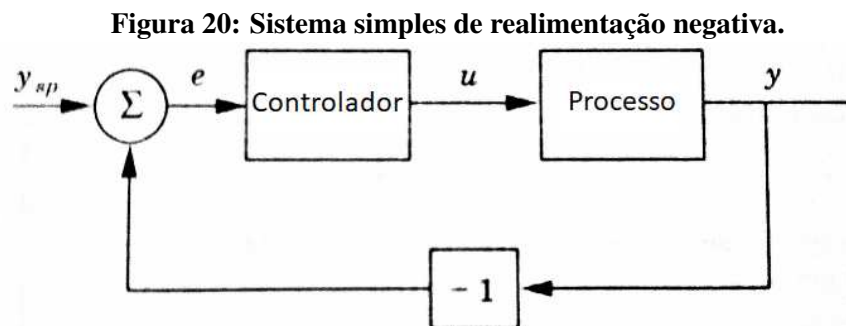 Figura 20: Sistema simples de realimentação negativa.
y_sp
Σ
e
Controlador
u
Processo
y
- 1